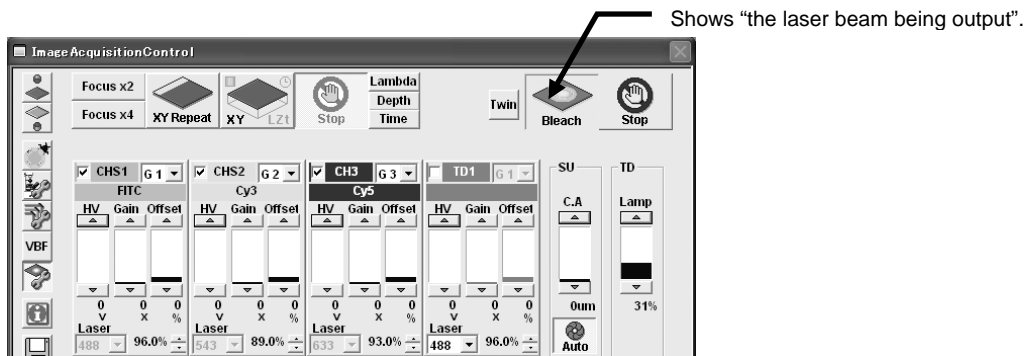 Shows “the laser beam being output”.
ImageAcquisitionControl
Focus x2
Focus x4
XY Repeat
XY
LZt
Stop
Lambda
Depth
Time
Twin
Bleach
Stop
CHS1 G 1
CHS2 G 2
CH3 G 3
TD1 G 1
SU
TD
FITC
Cy3
Cy5
HV Gain Offset
HV Gain Offset
HV Gain Offset
HV Gain Offset
C.A
Lamp
VBF
0 0 0
0 0 0
0 0 0
0 0 0
0um
31%
V X %
V X %
V X %
V X %
Laser
Laser
Laser
Laser
488 96.0%
543 89.0%
633 93.0%
488 96.0%
Auto